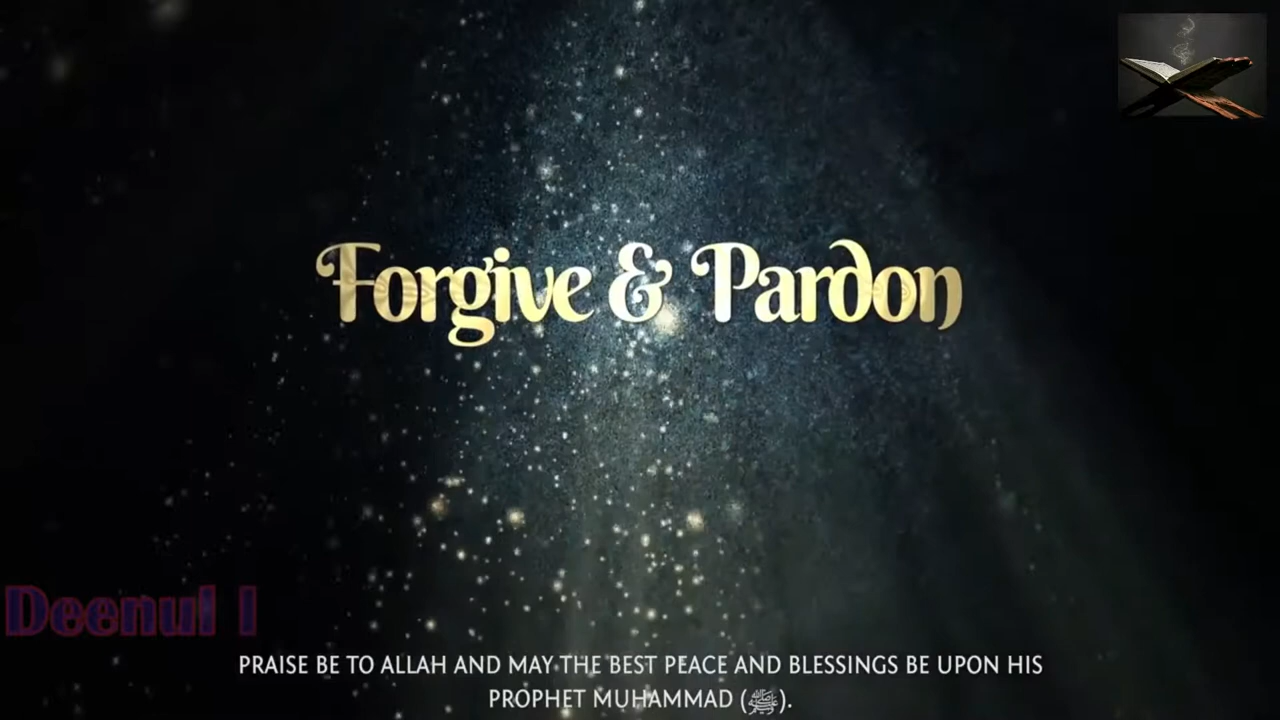 Forgive & Pardon
Deenul I
PRAISE BE TO ALLAH AND MAY THE BEST PEACE AND BLESSINGS BE UPON HIS
PROPHET MUHAMMAD (ﷺ).